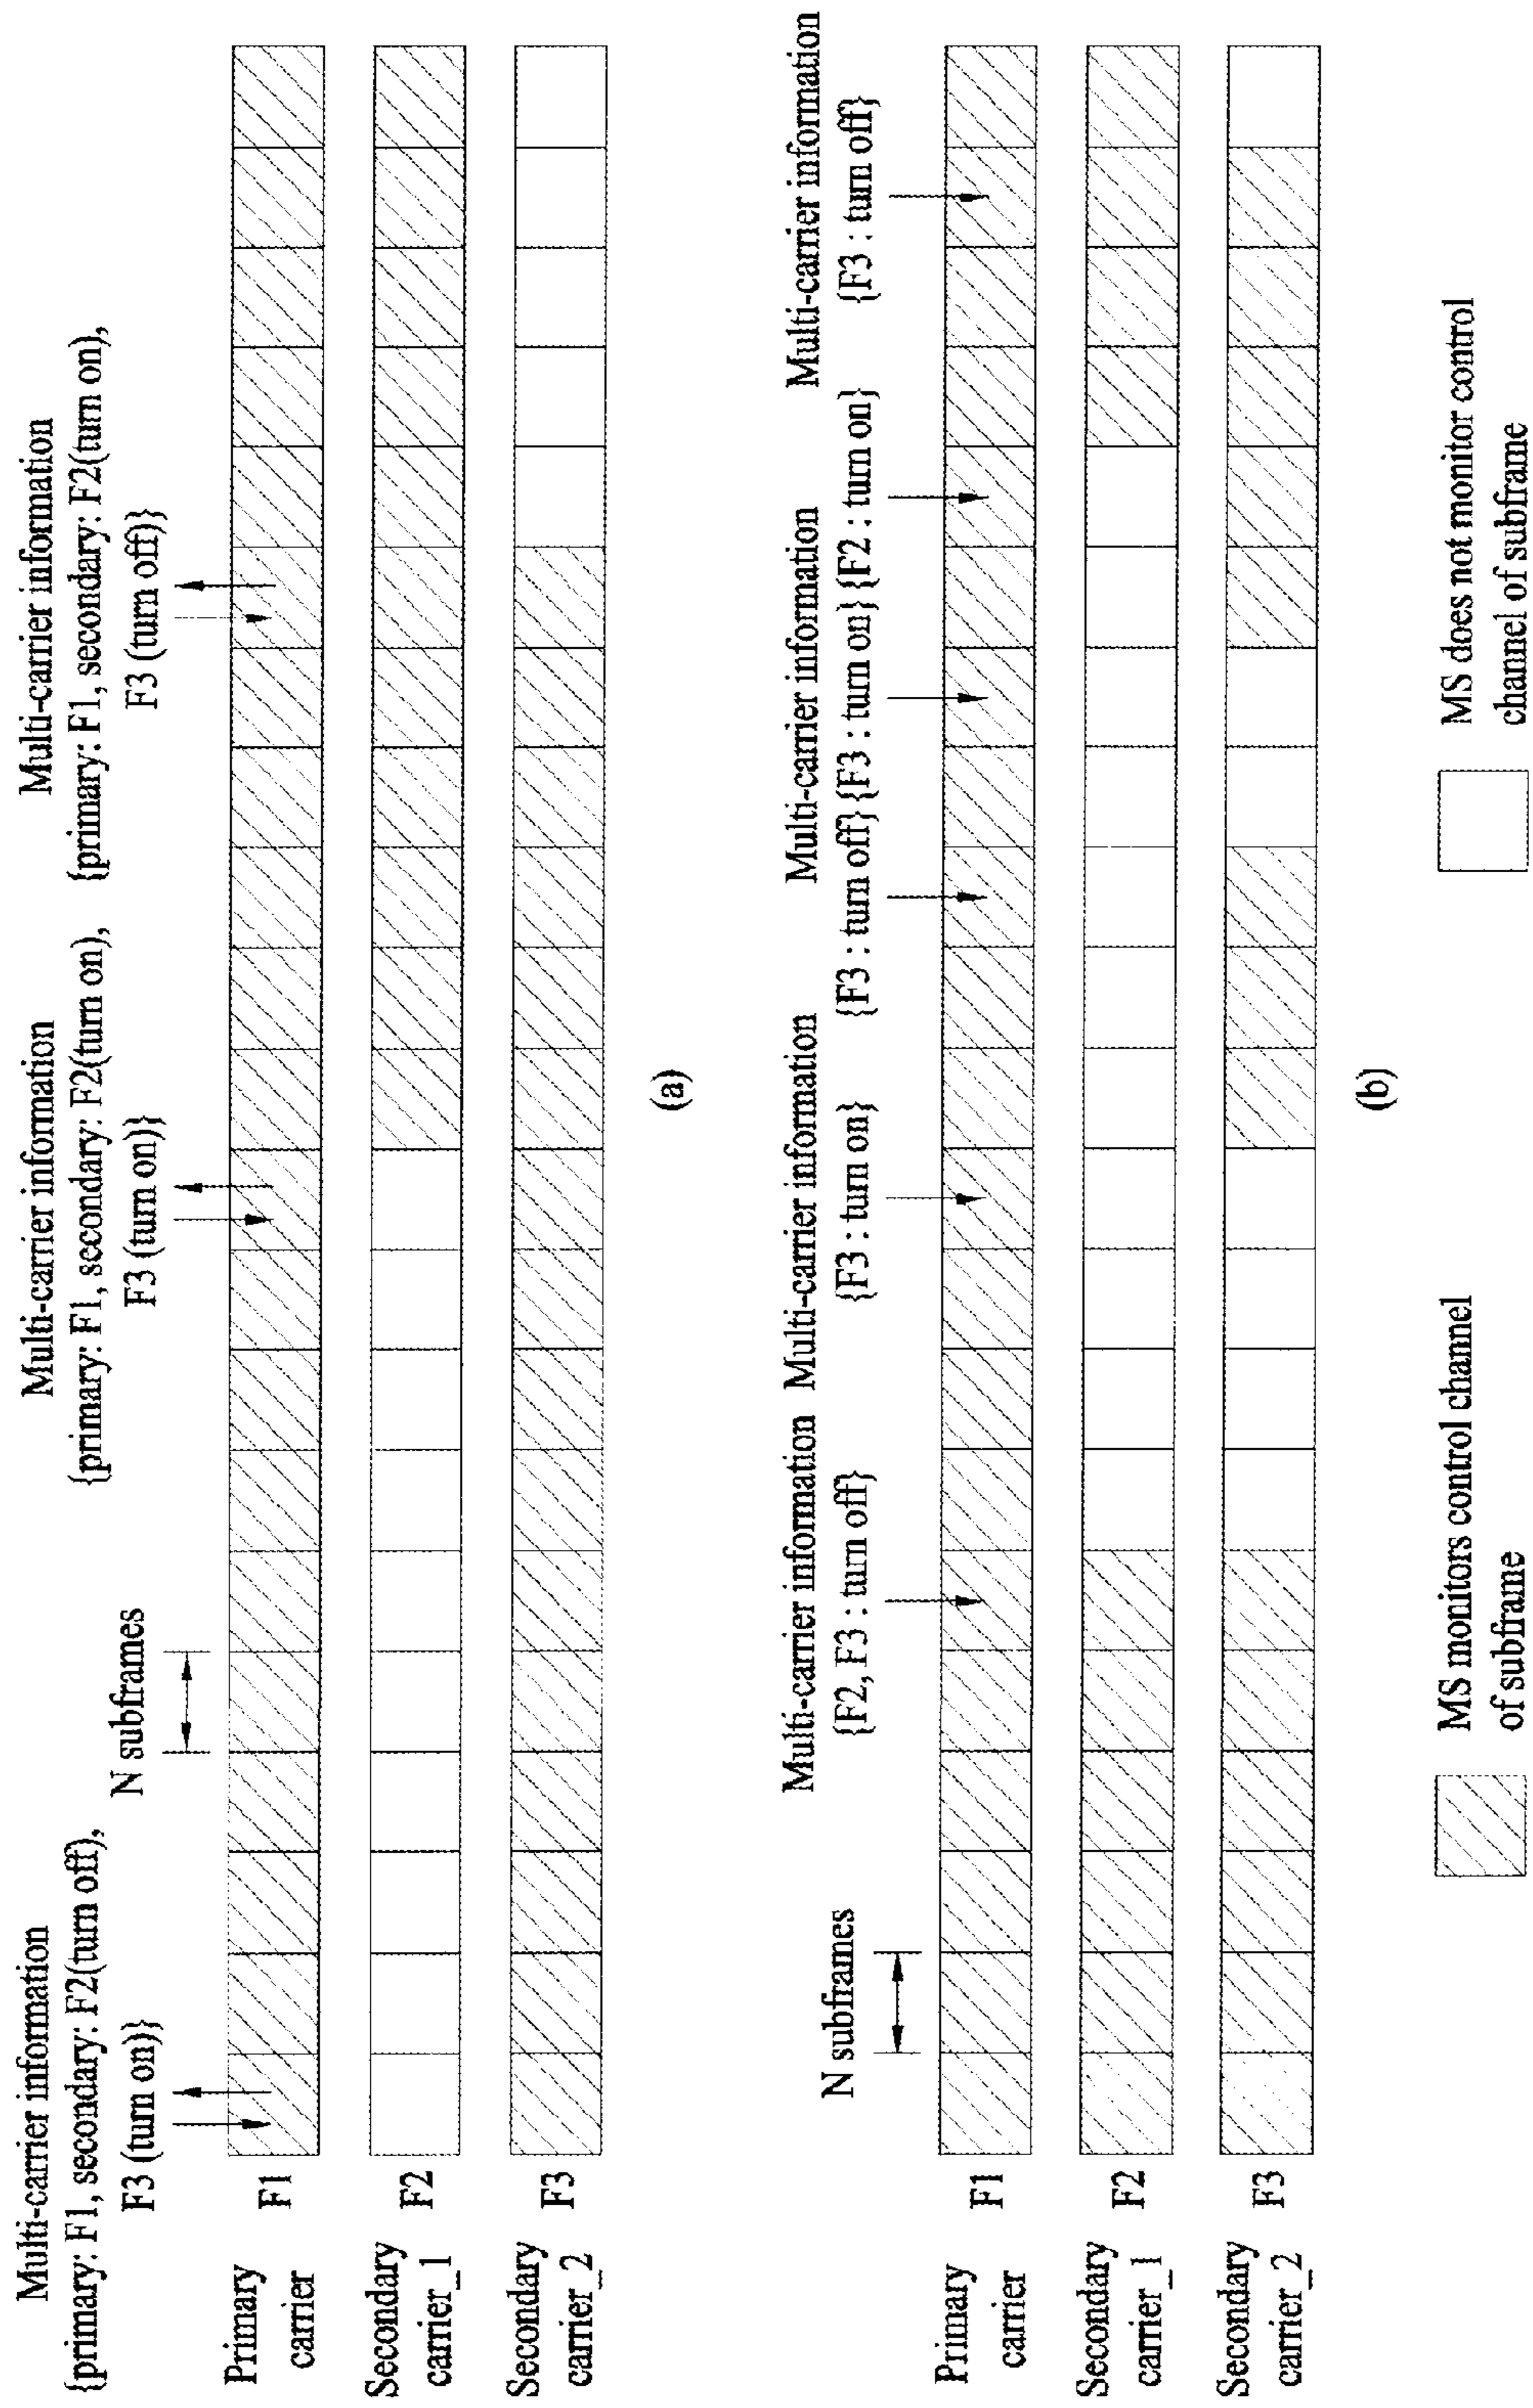 Multi-carrier information
{primary: F1, secondary: F2(turn off),
F3 (turn on)}
N subframes
Multi-carrier information
{primary: F1, secondary: F2(turn on),
F3 (turn on)}
Multi-carrier information
{primary: F1, secondary: F2(turn on),
F3 (turn off)}
Primary
carrier
F1
Secondary
carrier_1
F2
Secondary
carrier_2
F3
(a)
N subframes
Multi-carrier information
{F2, F3 : turn off}
Multi-carrier information
{F3 : turn on}
Multi-carrier information
{F3 : turn off} {F3 : turn on} {F2 : turn on}
Multi-carrier information
{F3 : turn off}
Primary
carrier
F1
Secondary
carrier_1
F2
Secondary
carrier_2
F3
(b)
MS monitors control channel
of subframe
MS does not monitor control
channel of subframe